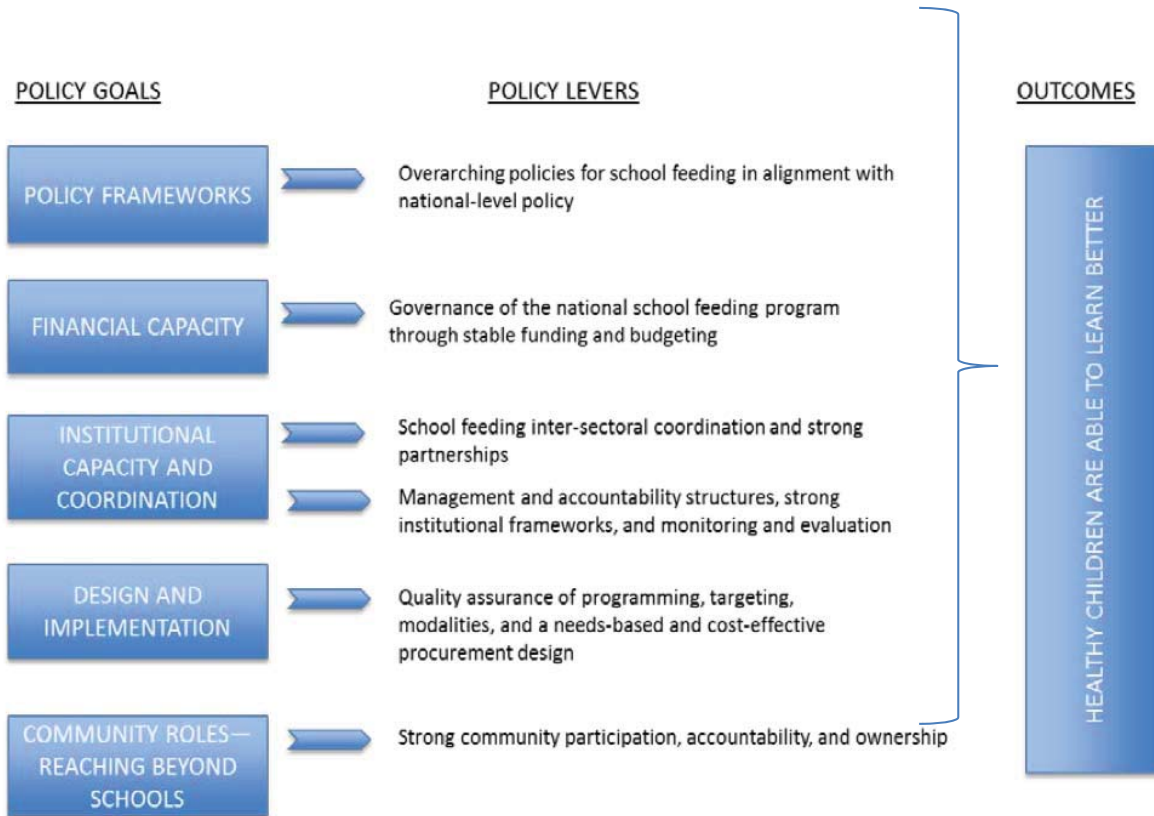 POLICY GOALS
POLICY LEVERS
OUTCOMES
POLICY FRAMEWORKS
Overarching policies for school feeding in alignment with
national-level policy
FINANCIAL CAPACITY
Governance of the national school feeding program
through stable funding and budgeting
INSTITUTIONAL
CAPACITY AND
COORDINATION
School feeding inter-sectoral coordination and strong
partnerships
Management and accountability structures, strong
institutional frameworks, and monitoring and evaluation
DESIGN AND
IMPLEMENTATION
Quality assurance of programming, targeting,
modalities, and a needs-based and cost-effective
procurement design
COMMUNITY ROLES—
REACHING BEYOND
SCHOOLS
Strong community participation, accountability, and ownership
HEALTHY CHILDREN ARE ABLE TO LEARN BETTER